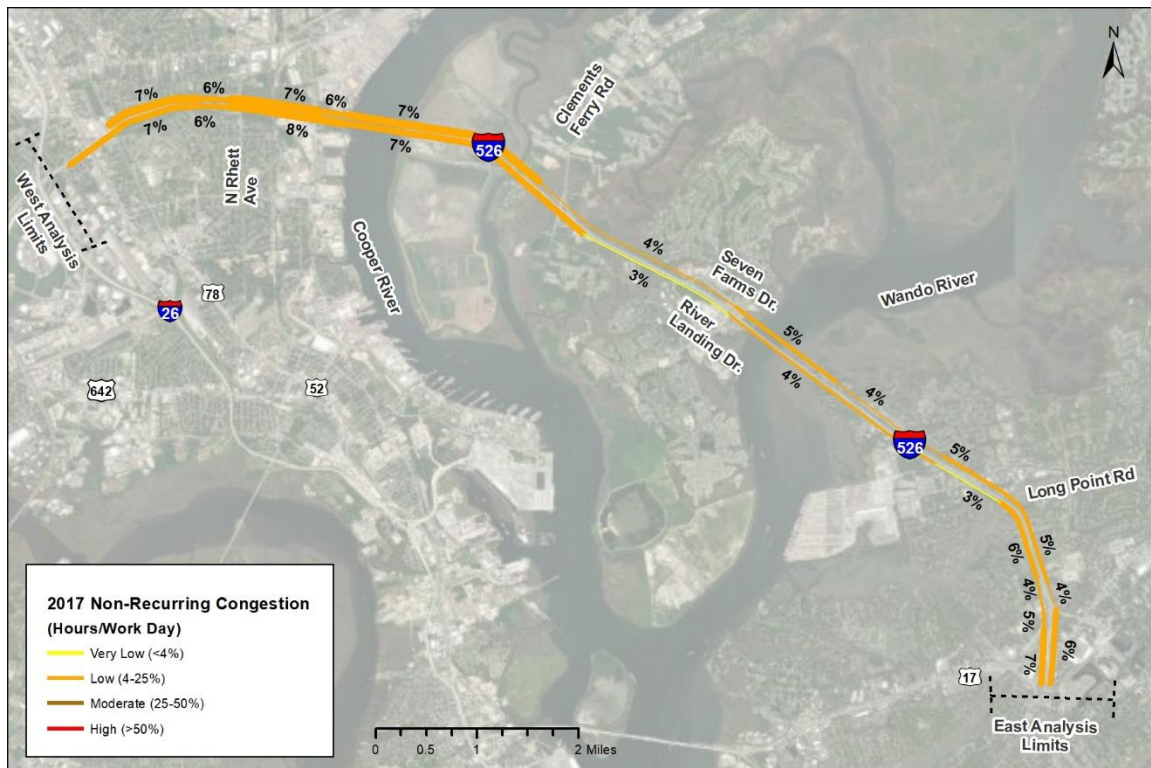 N
7%
6%
7%
6%
7%
7%
6%
8%
7%
526
Clements
Ferry Rd
West Analysis
Limits
N Rhett
Ave
Cooper River
78
26
642
52
4%
3%
Seven
Farms Dr.
River
Landing Dr.
Wando River
5%
4%
4%
526
5%
3%
Long Point Rd
5%
6%
4%
4%
5%
6%
7%
17
East Analysis
Limits
2017 Non-Recurring Congestion
(Hours/Work Day)
Very Low (<4%)
Low (4-25%)
Moderate (25-50%)
High (>50%)
0 0.5 1 2 Miles